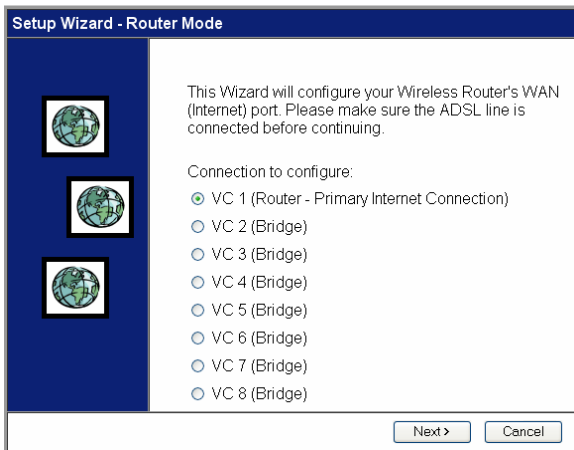 Setup Wizard - Router Mode
This Wizard will configure your Wireless Router's WAN
(Internet) port. Please make sure the ADSL line is
connected before continuing.
Connection to configure:
VC 1 (Router - Primary Internet Connection)
VC 2 (Bridge)
VC 3 (Bridge)
VC 4 (Bridge)
VC 5 (Bridge)
VC 6 (Bridge)
VC 7 (Bridge)
VC 8 (Bridge)
Next >
Cancel